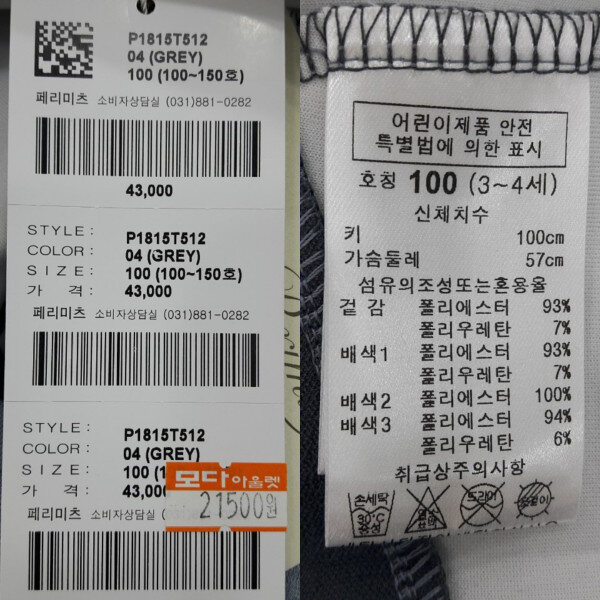 P1815T512
04 (GREY)
100 (100~150호)
페리미츠 소비자상담실 (031)881-0282
43,000
STYLE : P1815T512
COLOR : 04 (GREY)
SIZE : 100 (100~150호)
가 격 : 43,000
페리미츠 소비자상담실 (031)881-0282
STYLE : P1815T512
COLOR : 04 (GREY)
SIZE : 100 (1
가 격 : 43,00
페리미츠 소비자상담실 (
모다아울렛
21500원
어린이제품 안전
특별법에 의한 표시
호칭 100 (3~4세)
신체치수
키 100cm
가슴둘레 57cm
섬유의조성또는혼용율
겉 감 폴리에스터 93%
폴리우레탄 7%
배색1 폴리에스터 93%
폴리우레탄 7%
배색2 폴리에스터 100%
배색3 폴리에스터 94%
폴리우레탄 6%
취급상주의사항
손세탁
30℃
중성
드라이